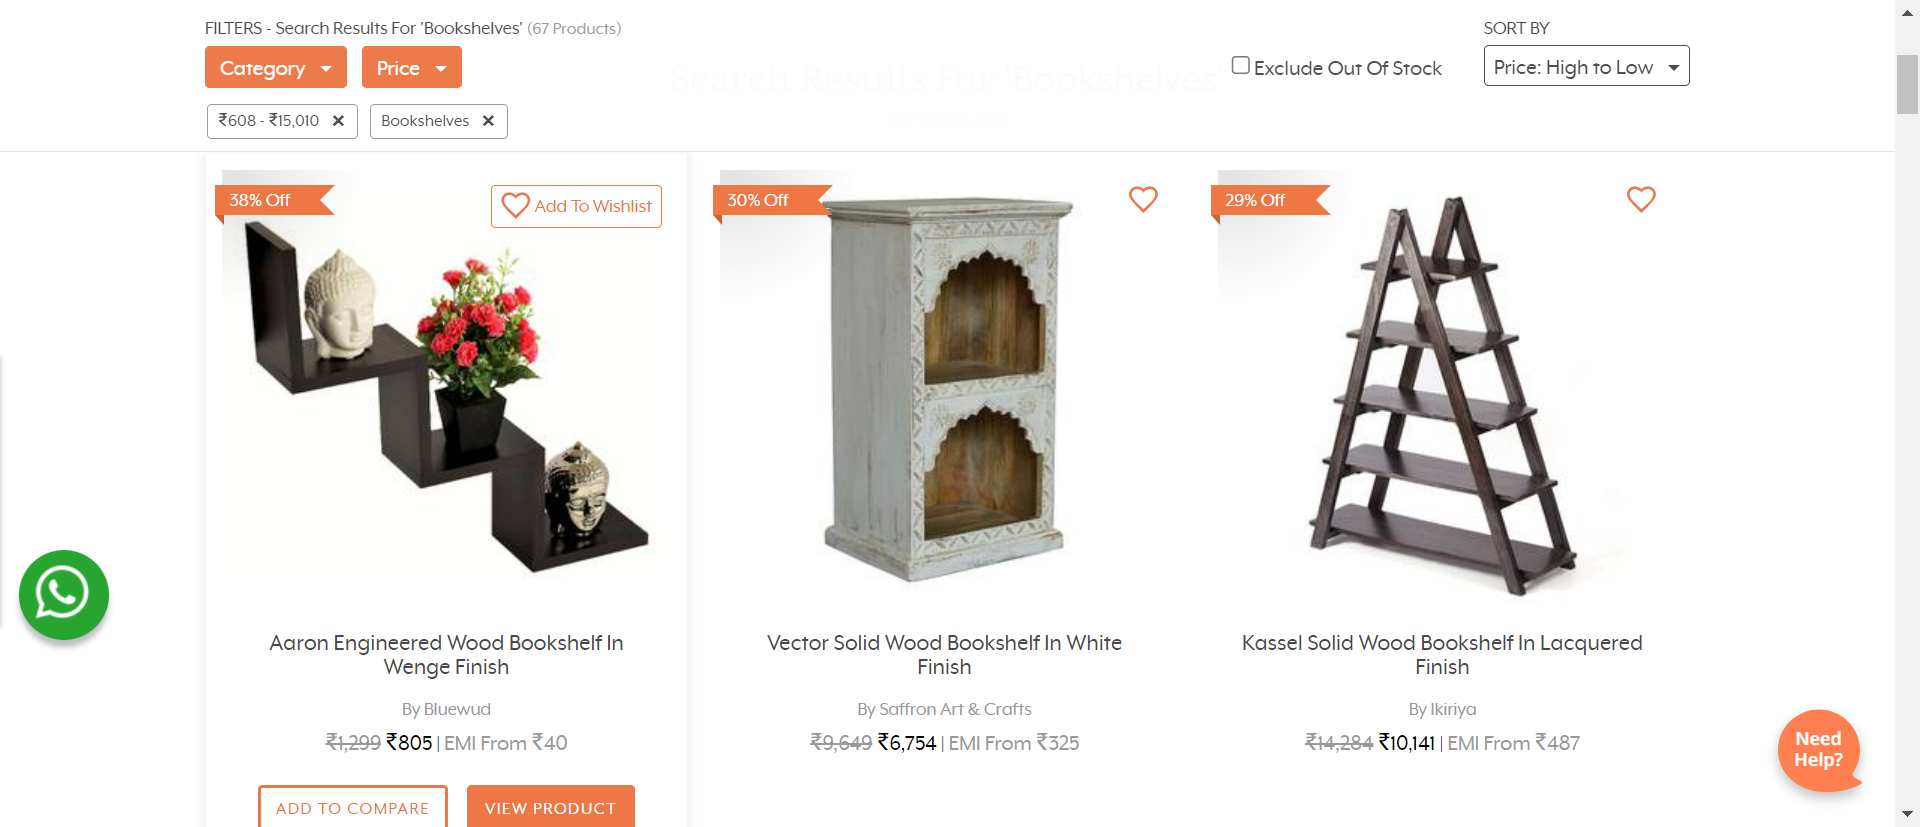 FILTERS - Search Results For 'Bookshelves' (67 Products)
SORT BY
Category
Price
Search Results For 'Bookshelves'
Exclude Out Of Stock
Price: High to Low
₹608 - ₹15,010 ✕
Bookshelves ✕
38% Off
Add To Wishlist
30% Off
29% Off
Aaron Engineered Wood Bookshelf In
Wenge Finish
By Bluewud
₹1,299 ₹805 | EMI From ₹40
ADD TO COMPARE
VIEW PRODUCT
Vector Solid Wood Bookshelf In White
Finish
By Saffron Art & Crafts
₹9,649 ₹6,754 | EMI From ₹325
Kassel Solid Wood Bookshelf In Lacquered
Finish
By Ikiriya
₹14,284 ₹10,141 | EMI From ₹487
Need
Help?